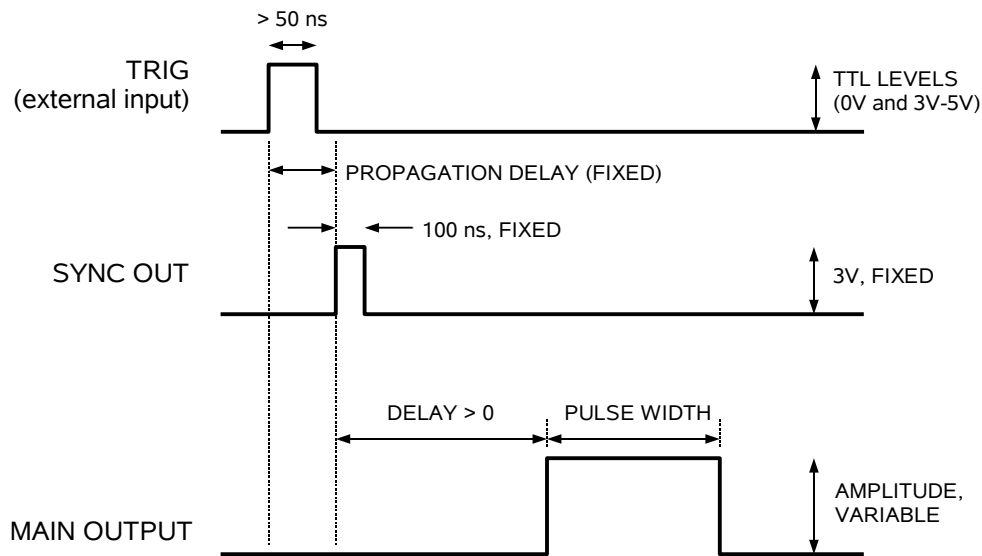 > 50 ns
TRIG
(external input)
TTL LEVELS
(0V and 3V-5V)
PROPAGATION DELAY (FIXED)
100 ns, FIXED
SYNC OUT
3V, FIXED
DELAY > 0
PULSE WIDTH
AMPLITUDE,
VARIABLE
MAIN OUTPUT